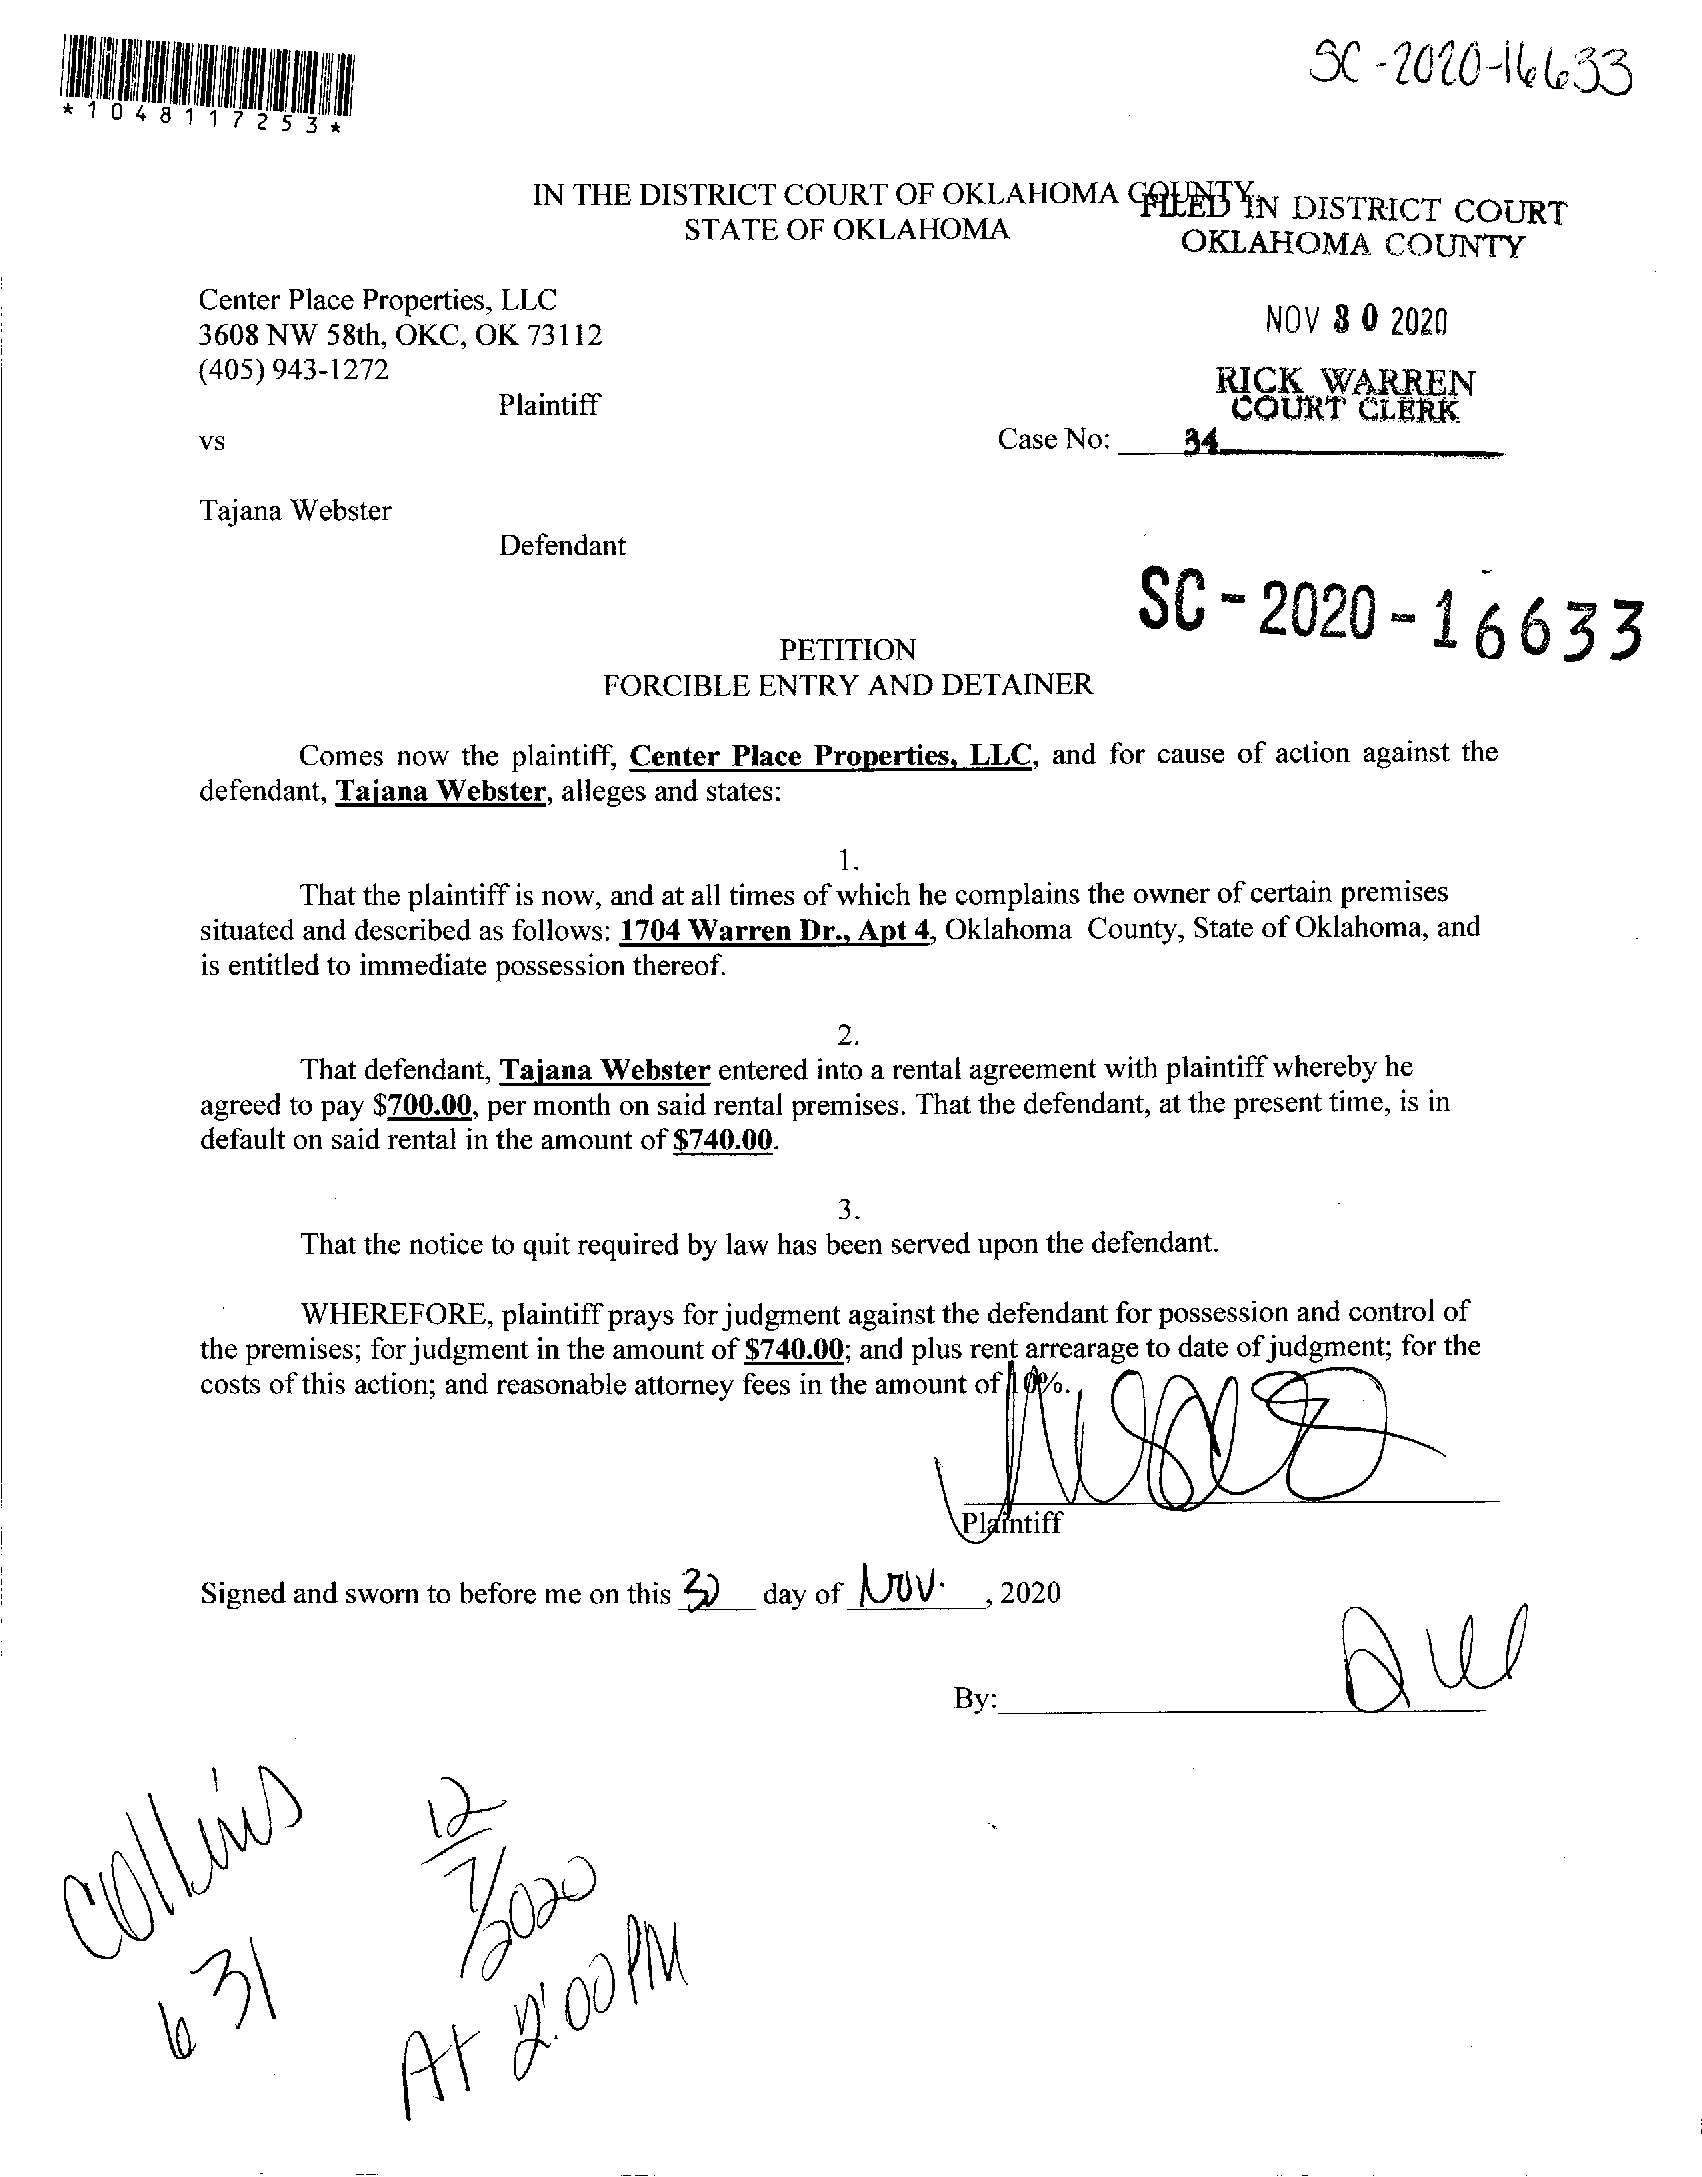 SC-2020-16633
*1048117253*
IN THE DISTRICT COURT OF OKLAHOMA COUNTY
STATE OF OKLAHOMA
FILED IN DISTRICT COURT
OKLAHOMA COUNTY
Center Place Properties, LLC
3608 NW 58th, OKC, OK 73112
(405) 943-1272
Plaintiff
NOV 30 2020
RICK WARREN
COURT CLERK
vs
Case No:
34
Tajana Webster
Defendant
SC-2020-16633
PETITION
FORCIBLE ENTRY AND DETAINER
Comes now the plaintiff, Center Place Properties, LLC, and for cause of action against the
defendant, Tajana Webster, alleges and states:
1.
That the plaintiff is now, and at all times of which he complains the owner of certain premises
situated and described as follows: 1704 Warren Dr., Apt 4, Oklahoma County, State of Oklahoma, and
is entitled to immediate possession thereof.
2.
That defendant, Tajana Webster entered into a rental agreement with plaintiff whereby he
agreed to pay $700.00, per month on said rental premises. That the defendant, at the present time, is in
default on said rental in the amount of $740.00.
3.
That the notice to quit required by law has been served upon the defendant.
WHEREFORE, plaintiff prays for judgment against the defendant for possession and control of
the premises; for judgment in the amount of $740.00; and plus rent arrearage to date of judgment; for the
costs of this action; and reasonable attorney fees in the amount of 10%.
Plaintiff
Signed and sworn to before me on this 30 day of Nov. , 2020
By:
Collins
631
12/7/2020
At 2:00 PM